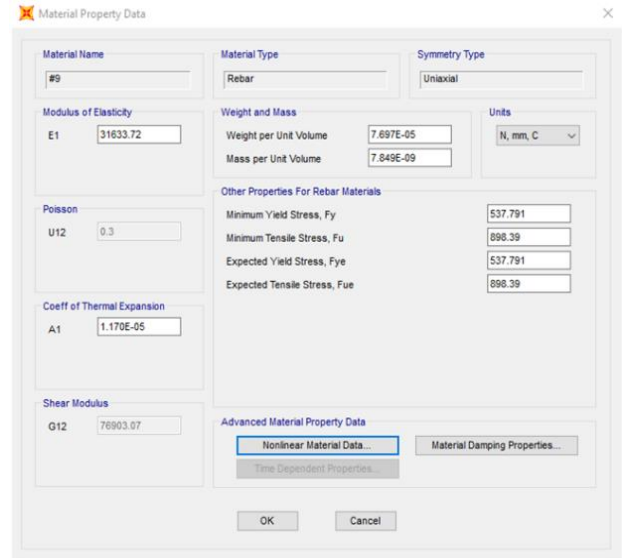 Material Property Data
Material Name
Material Type
Symmetry Type
#9
Rebar
Uniaxial
Modulus of Elasticity
Weight and Mass
Units
E1 31633.72
Weight per Unit Volume 7.697E-05
N, mm, C
Mass per Unit Volume 7.849E-09
Other Properties For Rebar Materials
Poisson
Minimum Yield Stress, Fy 537.791
U12 0.3
Minimum Tensile Stress, Fu 898.39
Expected Yield Stress, Fye 537.791
Expected Tensile Stress, Fue 898.39
Coeff of Thermal Expansion
A1 1.170E-05
Shear Modulus
G12 76903.07
Advanced Material Property Data
Nonlinear Material Data...
Material Damping Properties...
Time Dependent Properties...
OK
Cancel